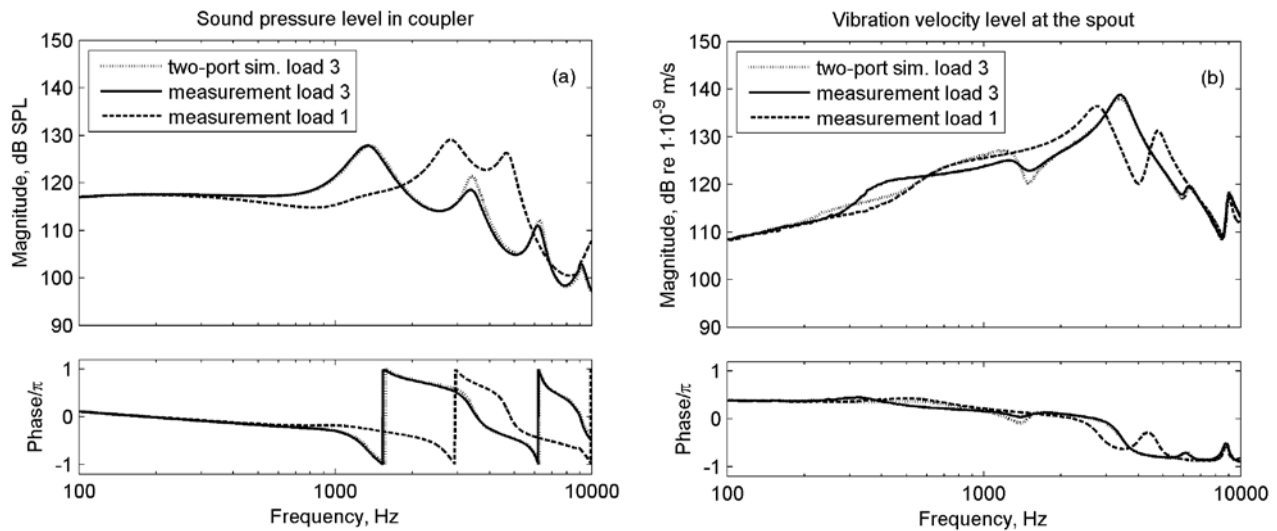 Sound pressure level in coupler
150
140
130
120
110
100
90
Magnitude, dB SPL
two-port sim. load 3
measurement load 3
measurement load 1
(a)
1
0
-1
Phase/π
100
1000
10000
Frequency, Hz
Vibration velocity level at the spout
150
140
130
120
110
100
90
Magnitude, dB re 1·10⁻⁹ m/s
two-port sim. load 3
measurement load 3
measurement load 1
(b)
1
0
-1
Phase/π
100
1000
10000
Frequency, Hz